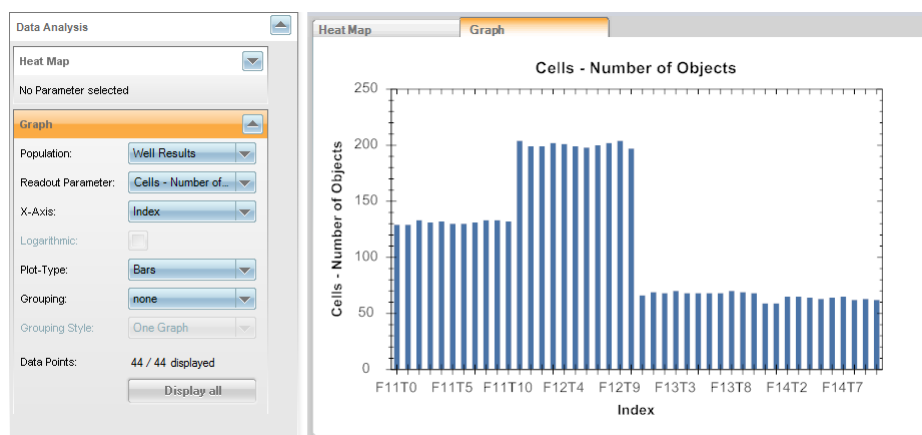 Data Analysis
Heat Map
No Parameter selected
Graph
Population: Well Results
Readout Parameter: Cells - Number of...
X-Axis: Index
Logarithmic:
Plot-Type: Bars
Grouping: none
Grouping Style: One Graph
Data Points: 44 / 44 displayed
Display all
Heat Map Graph
Cells - Number of Objects
Cells - Number of Objects
250
200
150
100
50
0
F11T0 F11T5 F11T10 F12T4 F12T9 F13T3 F13T8 F14T2 F14T7
Index